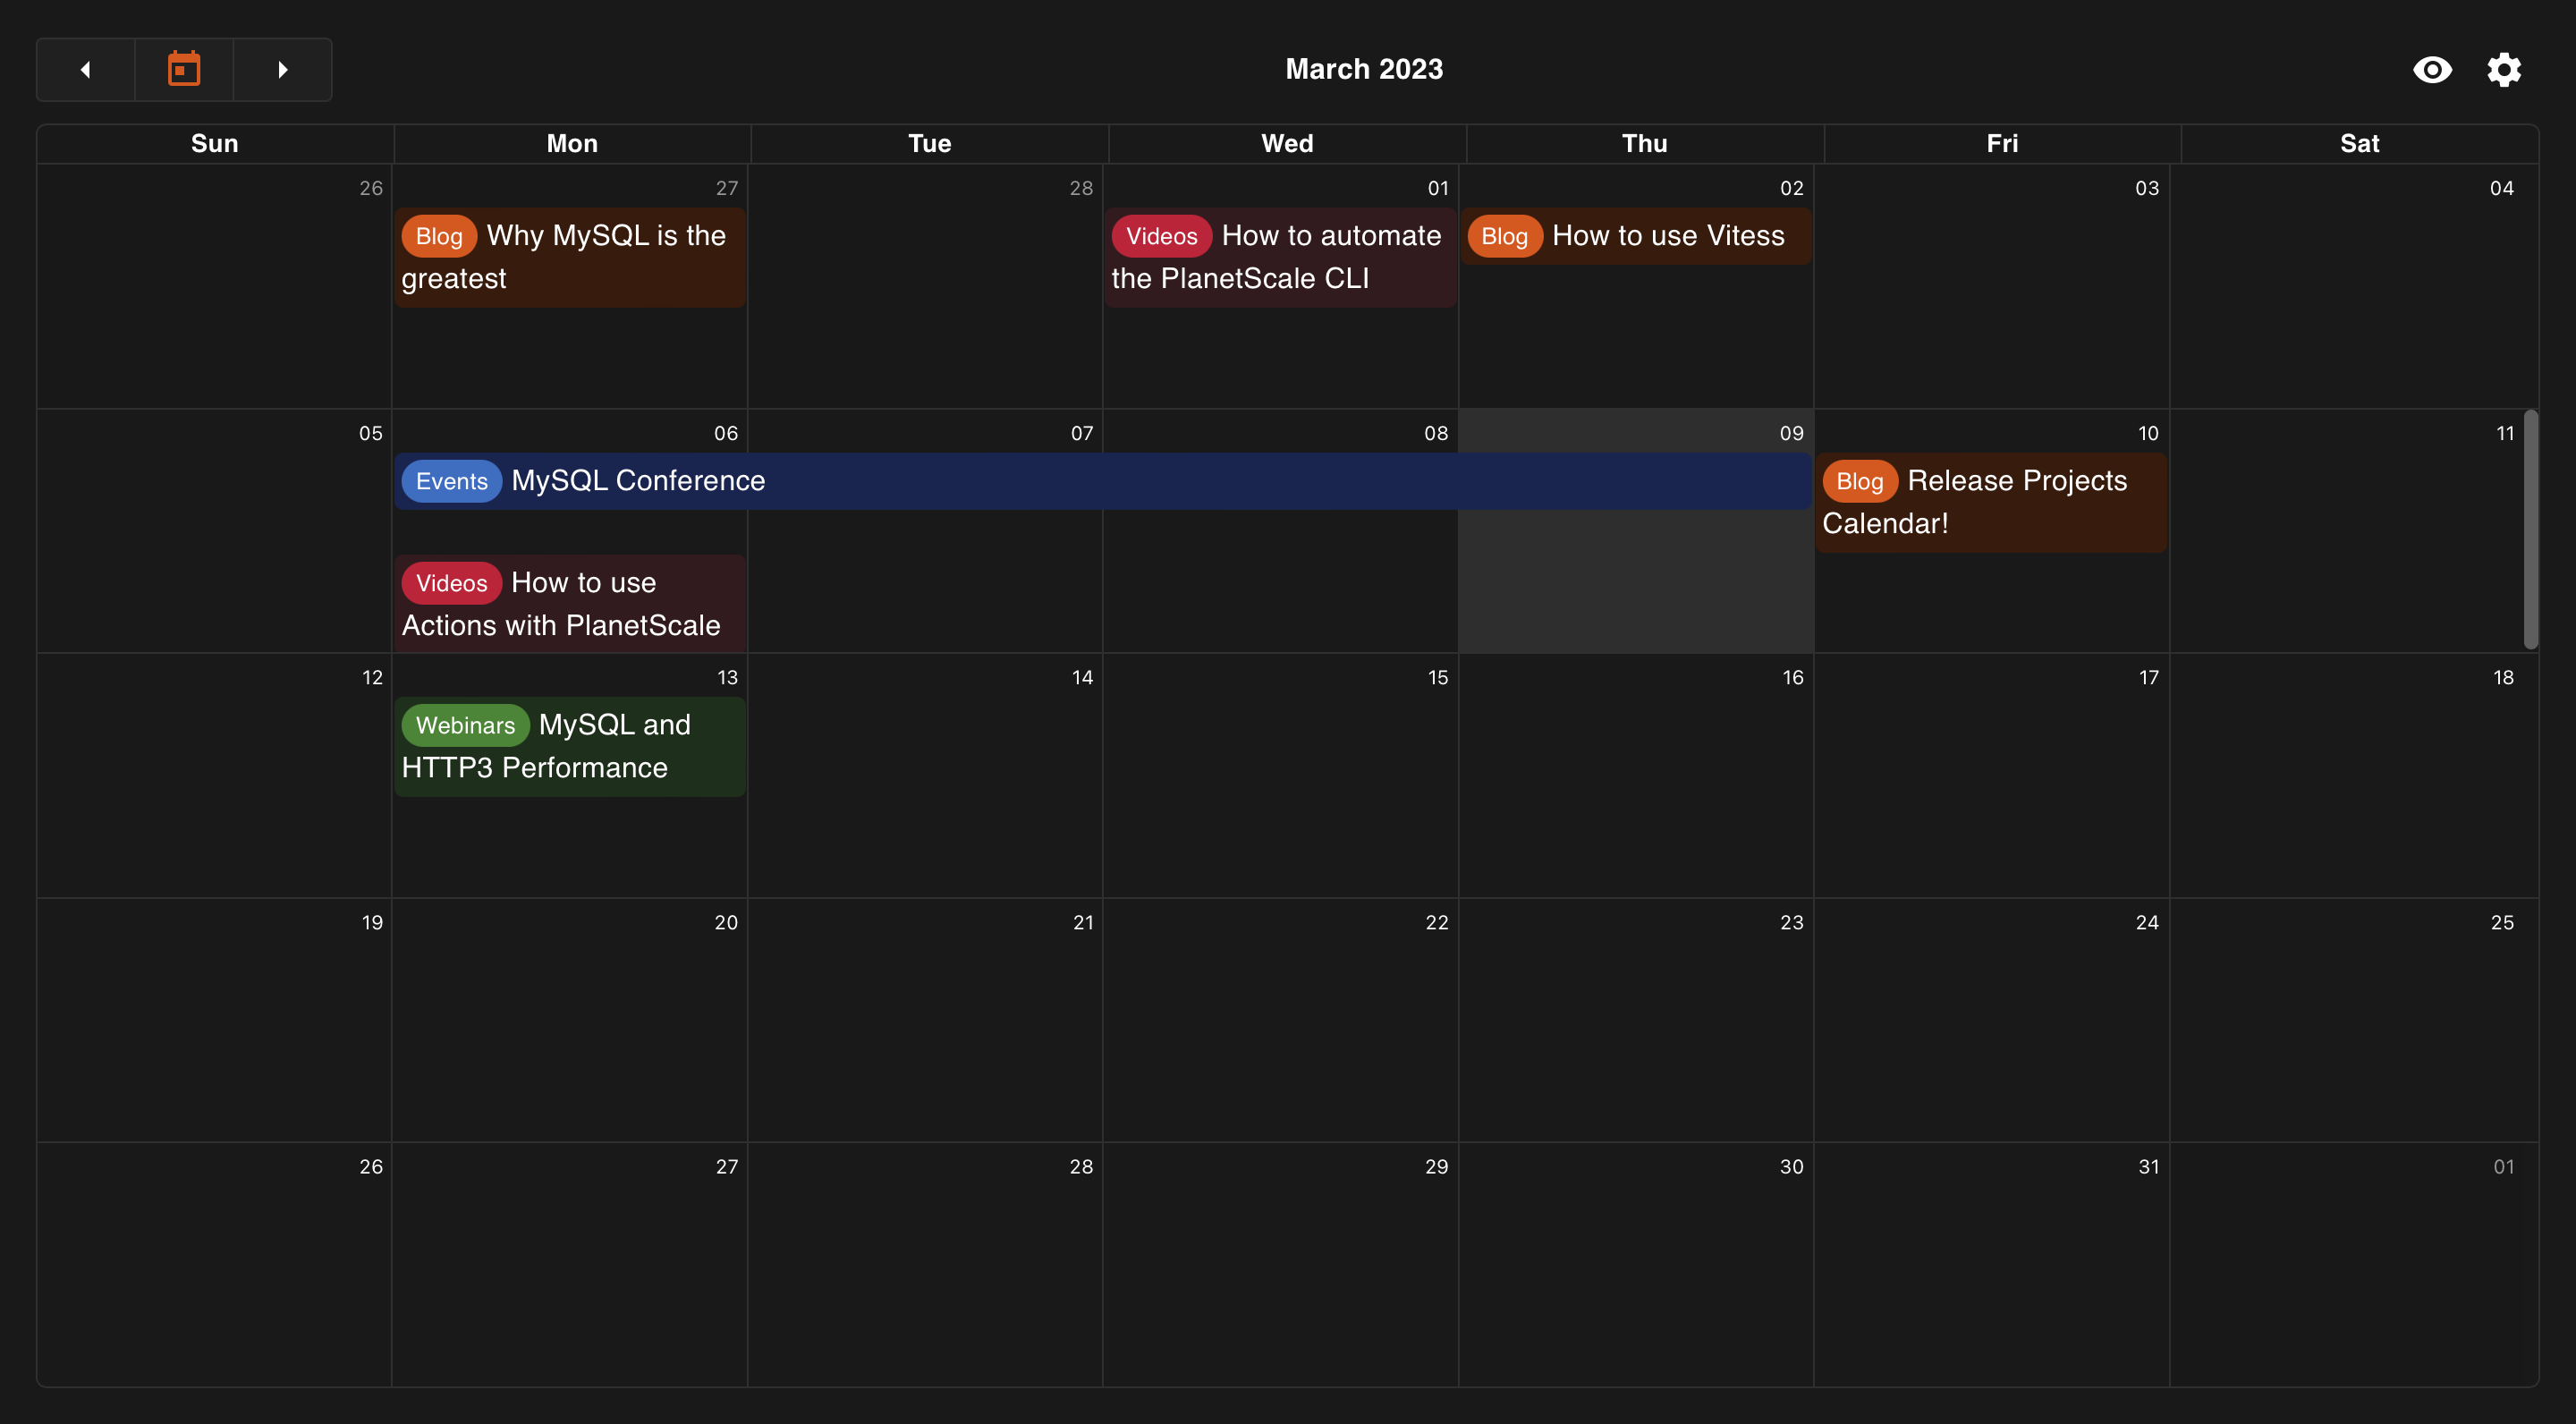 March 2023
Sun Mon Tue Wed Thu Fri Sat
26 27 28 01 02 03 04
Blog Why MySQL is the
greatest
Videos How to automate
the PlanetScale CLI
Blog How to use Vitess
05 06 07 08 09 10 11
Events MySQL Conference
Blog Release Projects
Calendar!
Videos How to use
Actions with PlanetScale
12 13 14 15 16 17 18
Webinars MySQL and
HTTP3 Performance
19 20 21 22 23 24 25
26 27 28 29 30 31 01